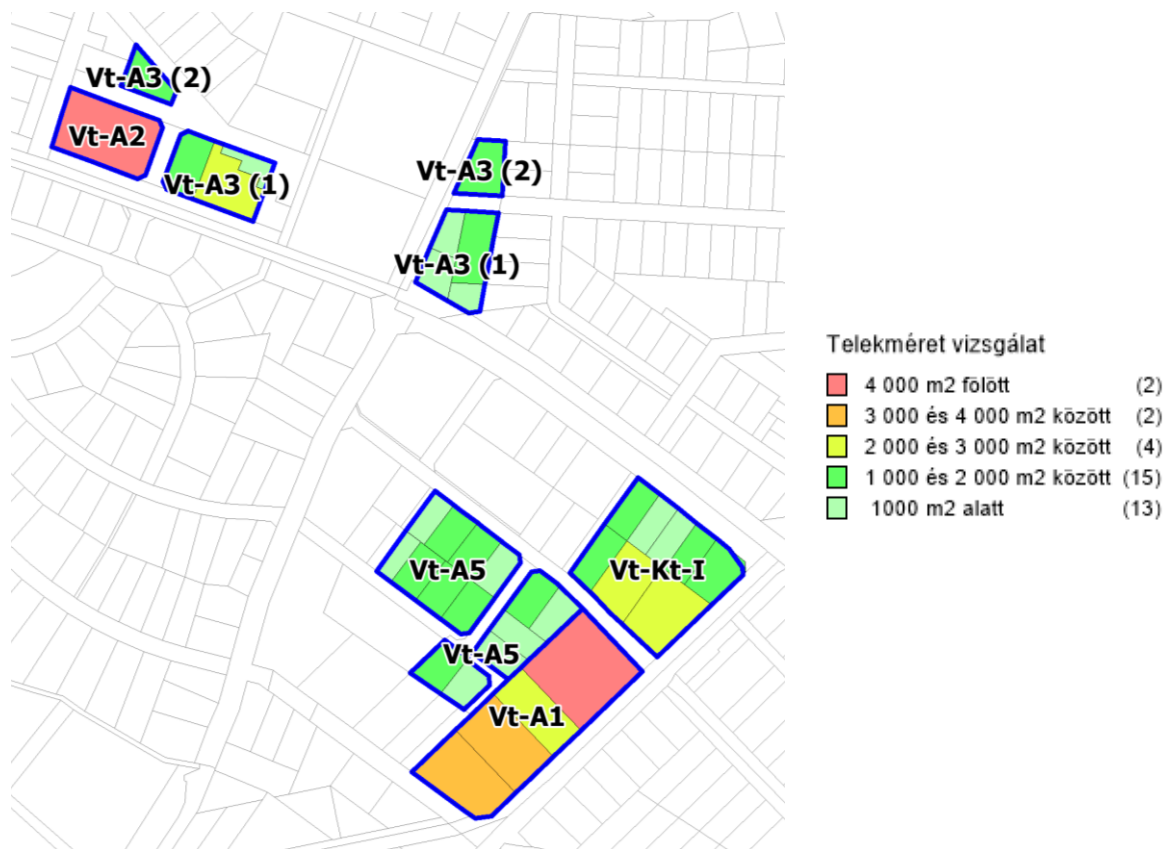 Vt-A3 (2)
Vt-A2
Vt-A3 (1)
Vt-A3 (2)
Vt-A3 (1)
Vt-A5
Vt-Kt-I
Vt-A5
Vt-A1
Telekméret vizsgálat
4 000 m2 fölött (2)
3 000 és 4 000 m2 között (2)
2 000 és 3 000 m2 között (4)
1 000 és 2 000 m2 között (15)
1000 m2 alatt (13)